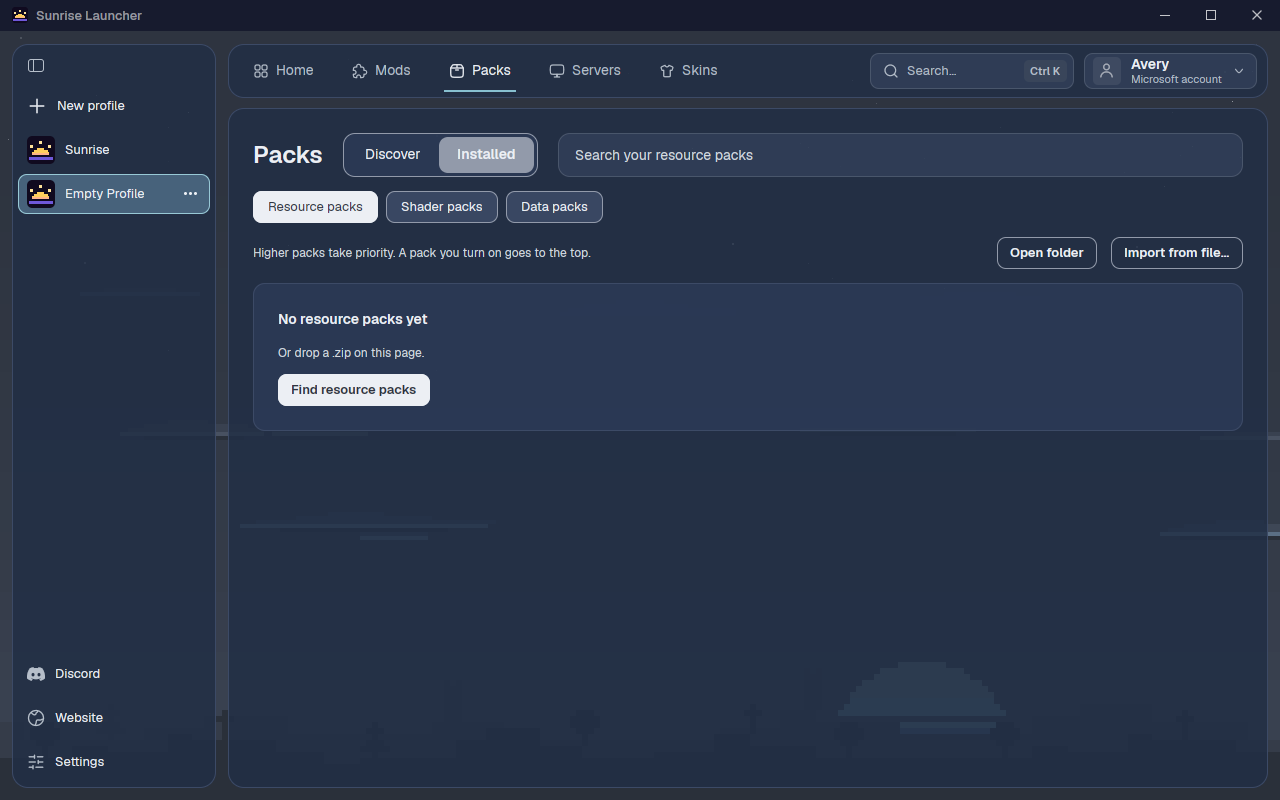 Sunrise Launcher
New profile
Sunrise
Empty Profile
Discord
Website
Settings
Home
Mods
Packs
Servers
Skins
Search...
Ctrl K
Avery
Microsoft account
Packs
Discover
Installed
Search your resource packs
Resource packs
Shader packs
Data packs
Higher packs take priority. A pack you turn on goes to the top.
Open folder
Import from file...
No resource packs yet
Or drop a .zip on this page.
Find resource packs